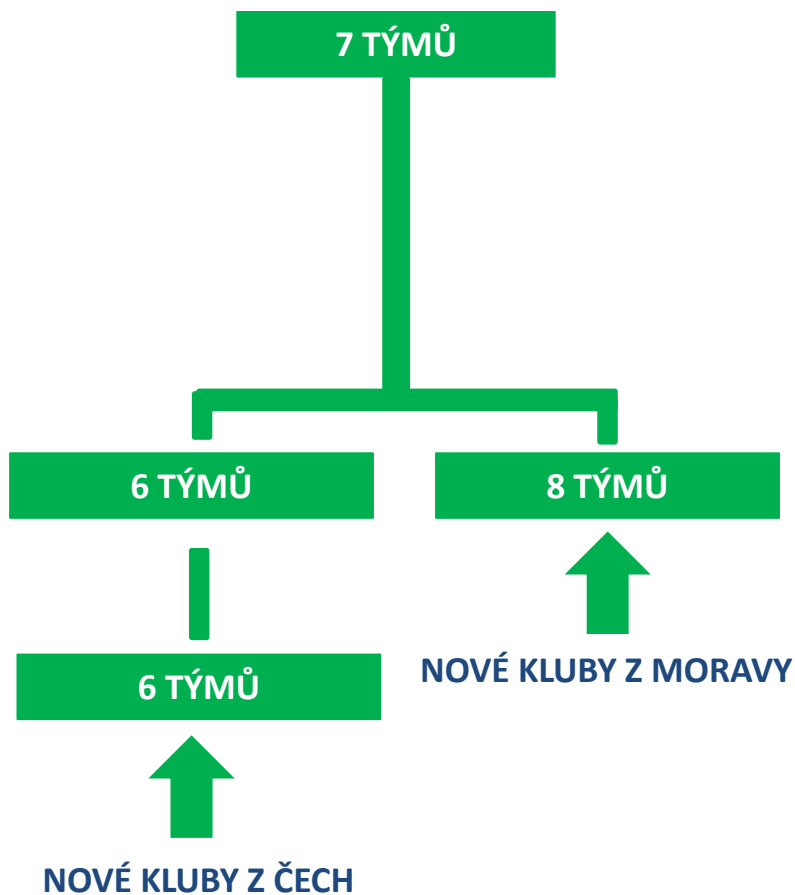 7 TÝMŮ
6 TÝMŮ
8 TÝMŮ
6 TÝMŮ
NOVÉ KLUBY Z MORAVY
NOVÉ KLUBY Z ČECH